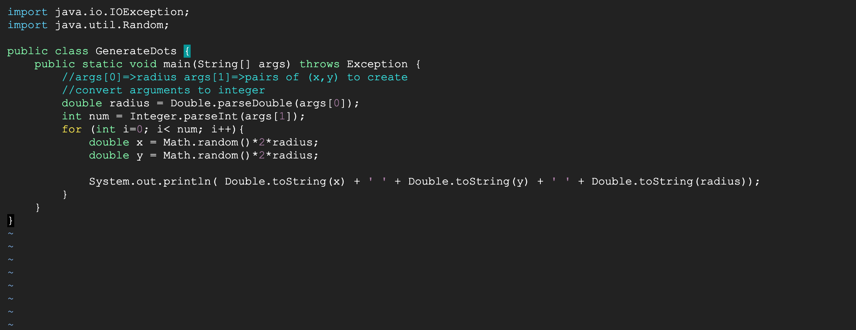 import java.io.IOException;
import java.util.Random;

public class GenerateDots {
    public static void main(String[] args) throws Exception {
        //args[0]=>radius args[1]=>pairs of (x,y) to create
        //convert arguments to integer
        double radius = Double.parseDouble(args[0]);
        int num = Integer.parseInt(args[1]);
        for (int i=0; i< num; i++){
            double x = Math.random()*2*radius;
            double y = Math.random()*2*radius;

            System.out.println( Double.toString(x) + ' ' + Double.toString(y) + ' ' + Double.toString(radius));
        }
    }
}
~
~
~
~
~
~
~
~